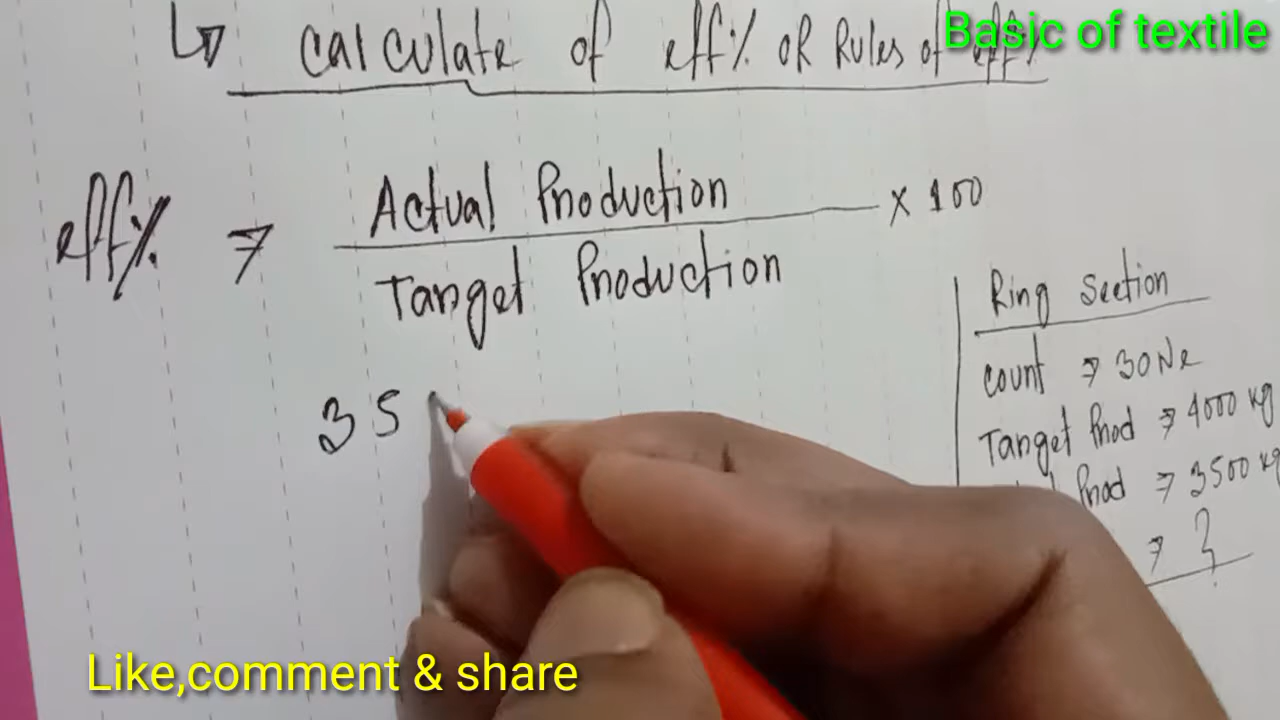 Calculate of eff% OR Rules of eff%
Basic of textile
eff% ⇒ Actual Production × 100
Target Production
Ring Section
Count ⇒ 30Ne
Target Prod ⇒ 4000 kg
Prod ⇒ 3500 kg
⇒ ?
35
Like,comment & share